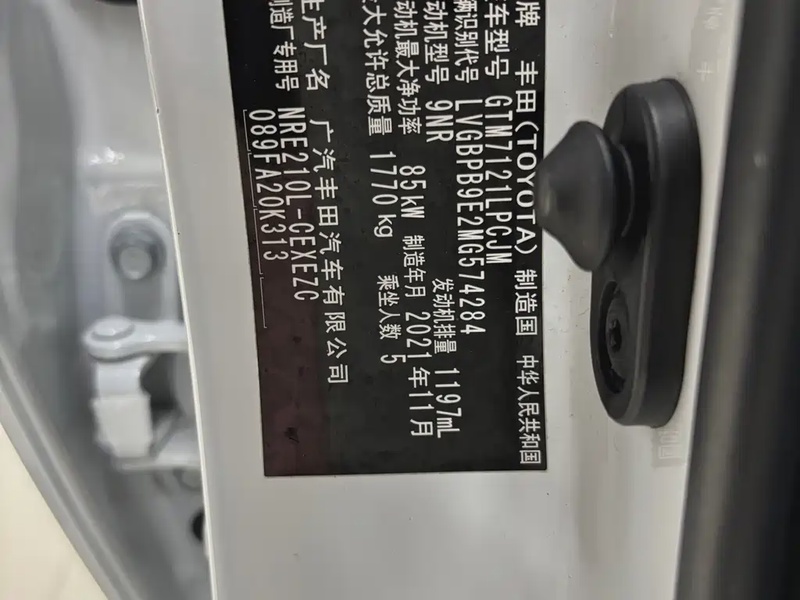 牌 丰田(TOYOTA) 制造国 中华人民共和国
车型号 GTM7121LPCJM
辆识别代号 LVGBPB9E2MG574284
动机型号 9NR 发动机排量 1197mL
动机最大净功率 85kW 制造年月 2021年11月
大允许总质量 1770kg 乘坐人数 5
生产厂名 广汽丰田汽车有限公司
制造厂专用号 NRE210L-CEXEZC
089FA20K313